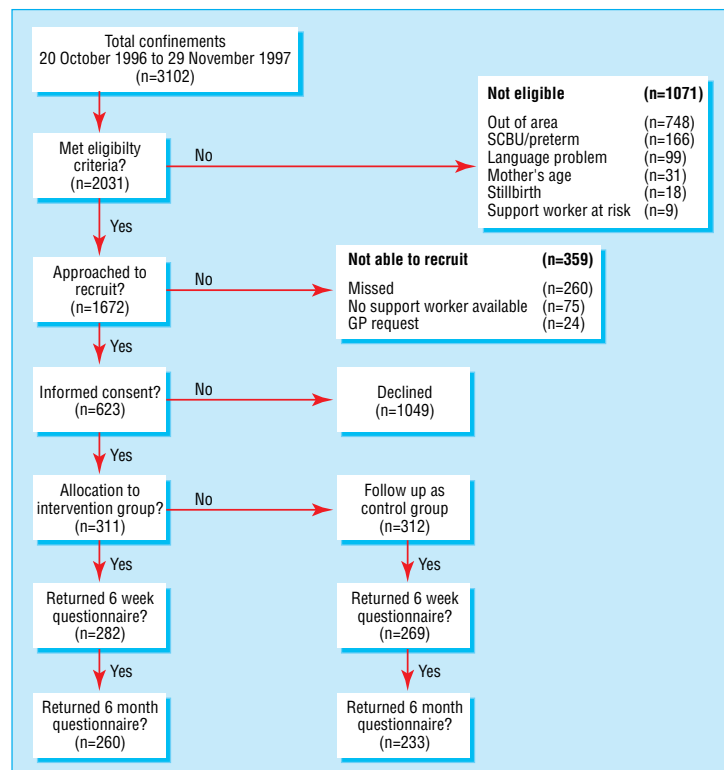 Total confinements
20 October 1996 to 29 November 1997
(n=3102)
Not eligible (n=1071)
Out of area (n=748)
SCBU/preterm (n=166)
Language problem (n=99)
Mother's age (n=31)
Stillbirth (n=18)
Support worker at risk (n=9)
Met eligibilty
criteria?
(n=2031)
No
Yes
Approached to
recruit?
(n=1672)
No
Not able to recruit (n=359)
Missed (n=260)
No support worker available (n=75)
GP request (n=24)
Yes
Informed consent?
(n=623)
No
Declined
(n=1049)
Yes
Allocation to
intervention group?
(n=311)
No
Follow up as
control group
(n=312)
Yes
Yes
Returned 6 week
questionnaire?
(n=282)
Returned 6 week
questionnaire?
(n=269)
Yes
Yes
Returned 6 month
questionnaire?
(n=260)
Returned 6 month
questionnaire?
(n=233)